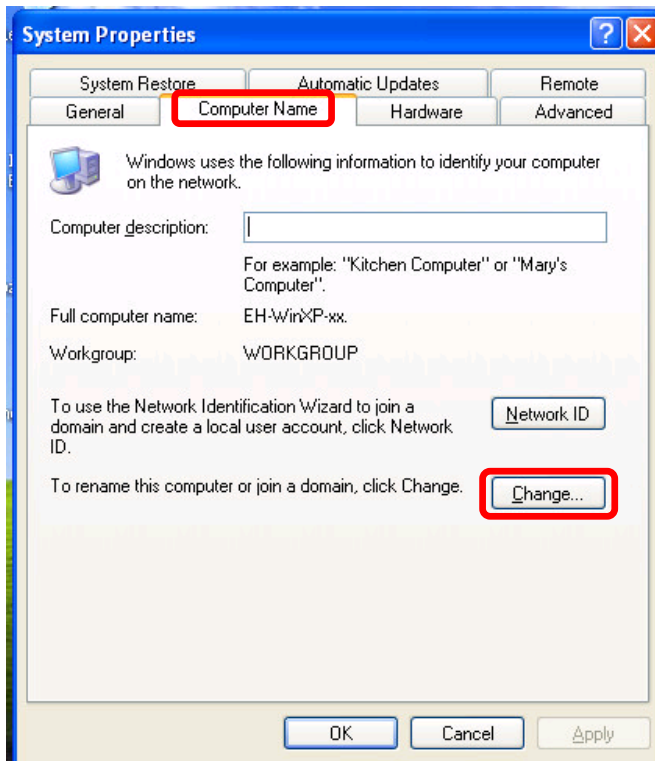 System Properties
System Restore
Automatic Updates
Remote
General
Computer Name
Hardware
Advanced
Windows uses the following information to identify your computer
on the network.
Computer description:
For example: "Kitchen Computer" or "Mary's
Computer".
Full computer name:
EH-WinXP-xx.
Workgroup:
WORKGROUP
To use the Network Identification Wizard to join a
domain and create a local user account, click Network
ID.
Network ID
To rename this computer or join a domain, click Change.
Change...
OK
Cancel
Apply